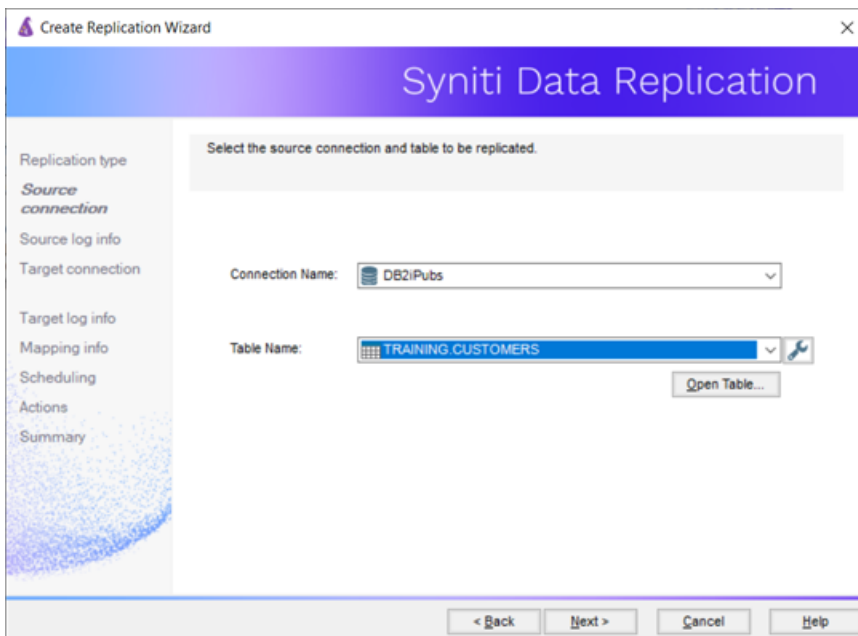 Create Replication Wizard
Syniti Data Replication
Replication type
Source
connection
Source log info
Target connection
Target log info
Mapping info
Scheduling
Actions
Summary
Select the source connection and table to be replicated.
Connection Name: DB2iPubs
Table Name: TRAINING.CUSTOMERS
Open Table...
< Back Next > Cancel Help